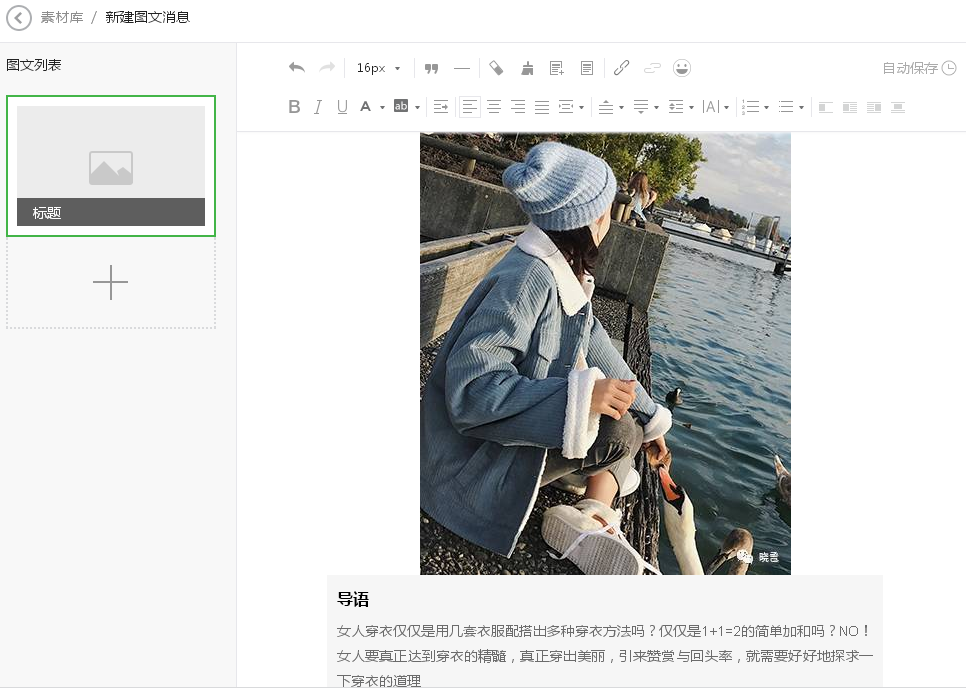 素材库 / 新建图文消息
图文列表
标题
16px
自动保存
B I U A ab
|A|
晓孟
导语
女人穿衣仅仅是用几套衣服配搭出多种穿衣方法吗？仅仅是1+1=2的简单加和吗？NO！
女人要真正达到穿衣的精髓，真正穿出美丽，引来赞赏与回头率，就需要好好地探求一
下穿衣的道理